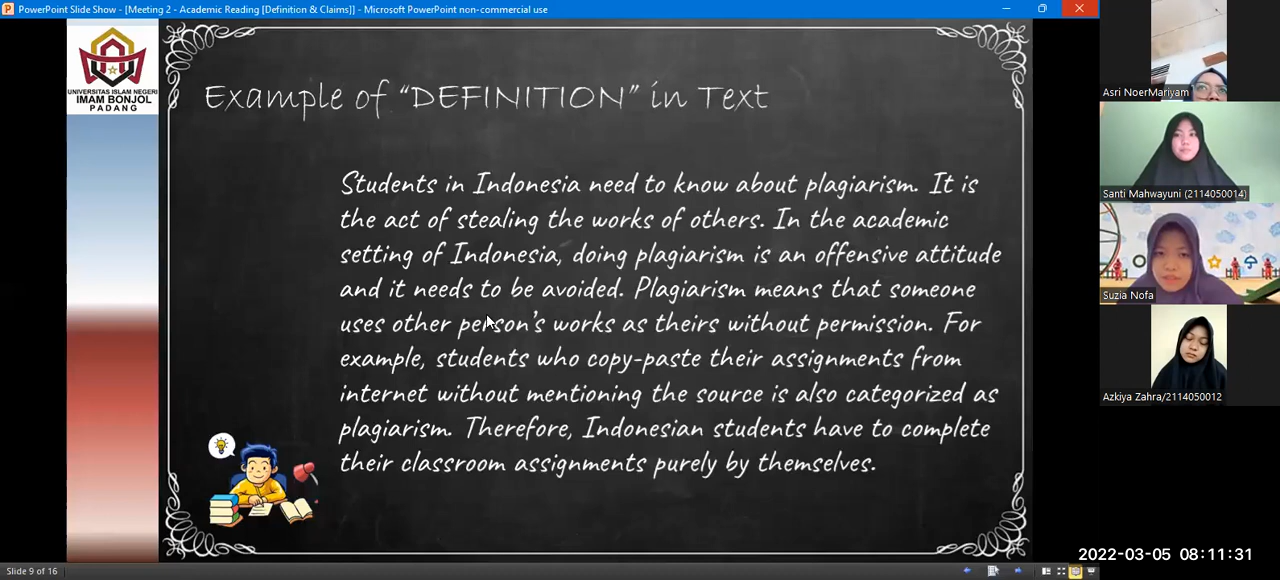 PowerPoint Slide Show - [Meeting 2 - Academic Reading [Definition & Claims]] - Microsoft PowerPoint non-commercial use
UNIVERSITAS ISLAM NEGERI
IMAM BONJOL
PADANG
Example of "DEFINITION" in Text
Students in Indonesia need to know about plagiarism. It is
the act of stealing the works of others. In the academic
setting of Indonesia, doing plagiarism is an offensive attitude
and it needs to be avoided. Plagiarism means that someone
uses other person's works as theirs without permission. For
example, students who copy-paste their assignments from
internet without mentioning the source is also categorized as
plagiarism. Therefore, Indonesian students have to complete
their classroom assignments purely by themselves.
Asri NoerMariyam
Santi Mahwayuni (2114050014)
Suzia Nofa
Azkiya Zahra/2114050012
2022-03-05 08:11:31
Slide 9 of 16